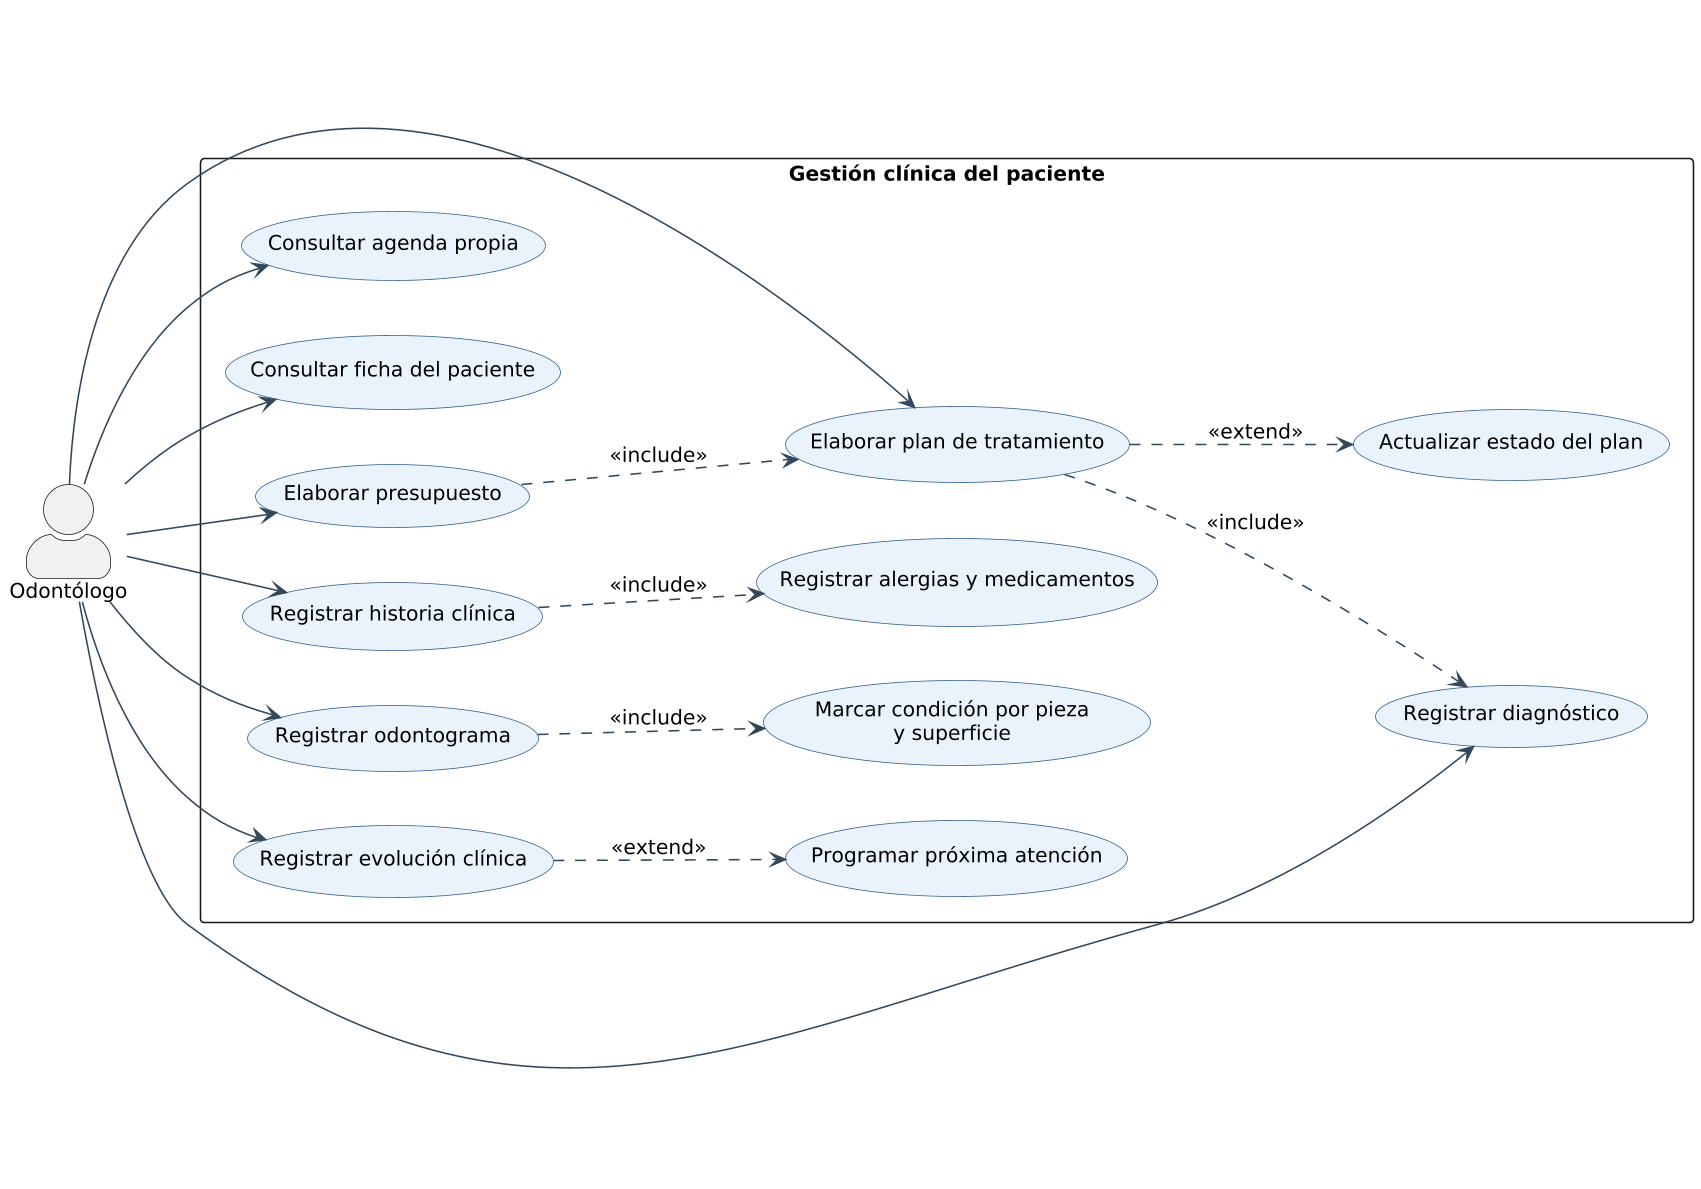 Gestión clínica del paciente
Consultar agenda propia
Consultar ficha del paciente
Elaborar presupuesto
«include»
Elaborar plan de tratamiento
«extend»
Actualizar estado del plan
«include»
Odontólogo
Registrar historia clínica
«include»
Registrar alergias y medicamentos
Registrar odontograma
«include»
Marcar condición por pieza
y superficie
Registrar diagnóstico
Registrar evolución clínica
«extend»
Programar próxima atención